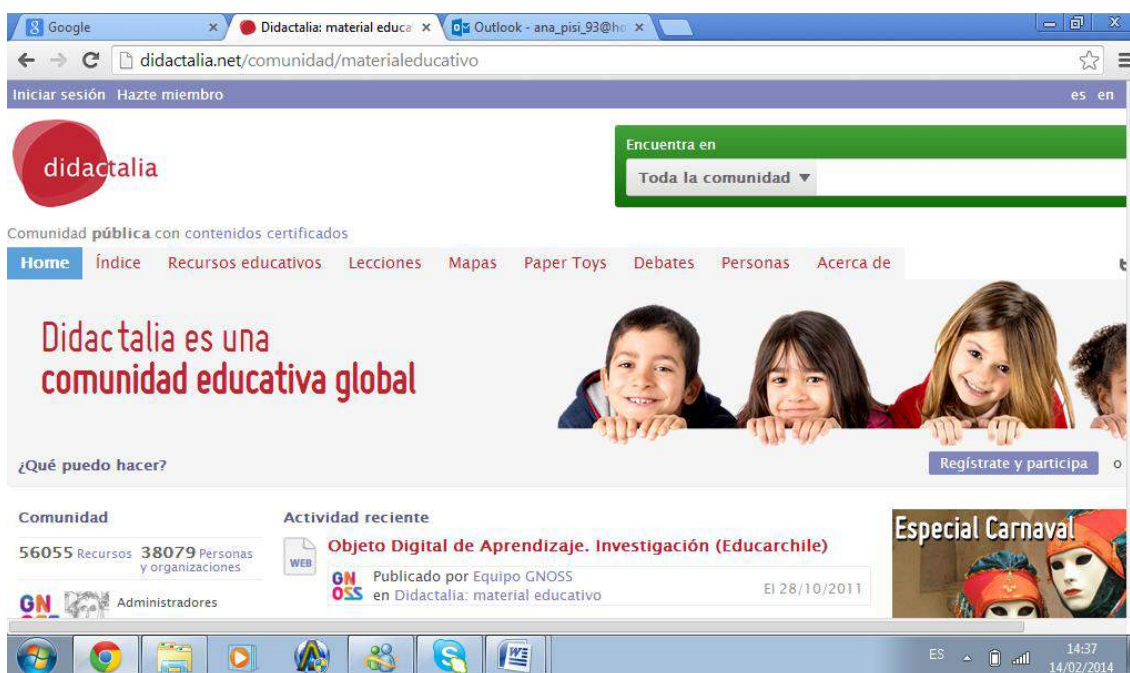 Google
Didactalia: material educa
Outlook - ana_pisi_93@ho
didactalia.net/comunidad/materialeducativo
Iniciar sesión Hazte miembro es en
didactalia
Encuentra en
Toda la comunidad
Comunidad pública con contenidos certificados
Home Índice Recursos educativos Lecciones Mapas Paper Toys Debates Personas Acerca de
Didactalia es una
comunidad educativa global
¿Qué puedo hacer?
Regístrate y participa o
Comunidad
56055 Recursos 38079 Personas
y organizaciones
GN
Administradores
Actividad reciente
WEB
Objeto Digital de Aprendizaje. Investigación (Educarchile)
GN
OSS
Publicado por Equipo GNOSS
en Didactalia: material educativo
El 28/10/2011
Especial Carnaval
ES
14:37
14/02/2014